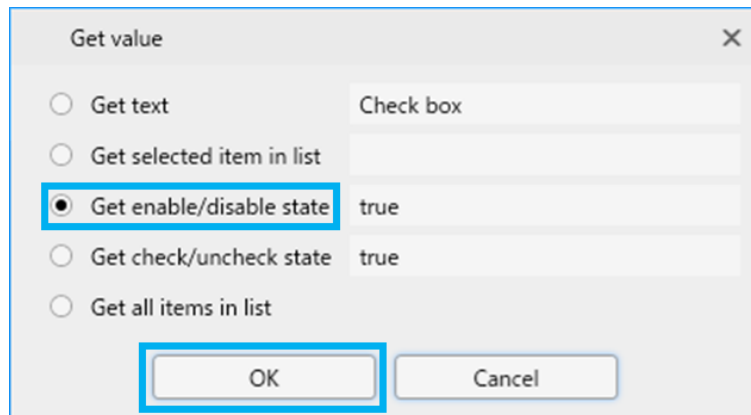 Get value
Get text Check box
Get selected item in list
Get enable/disable state true
Get check/uncheck state true
Get all items in list
OK Cancel